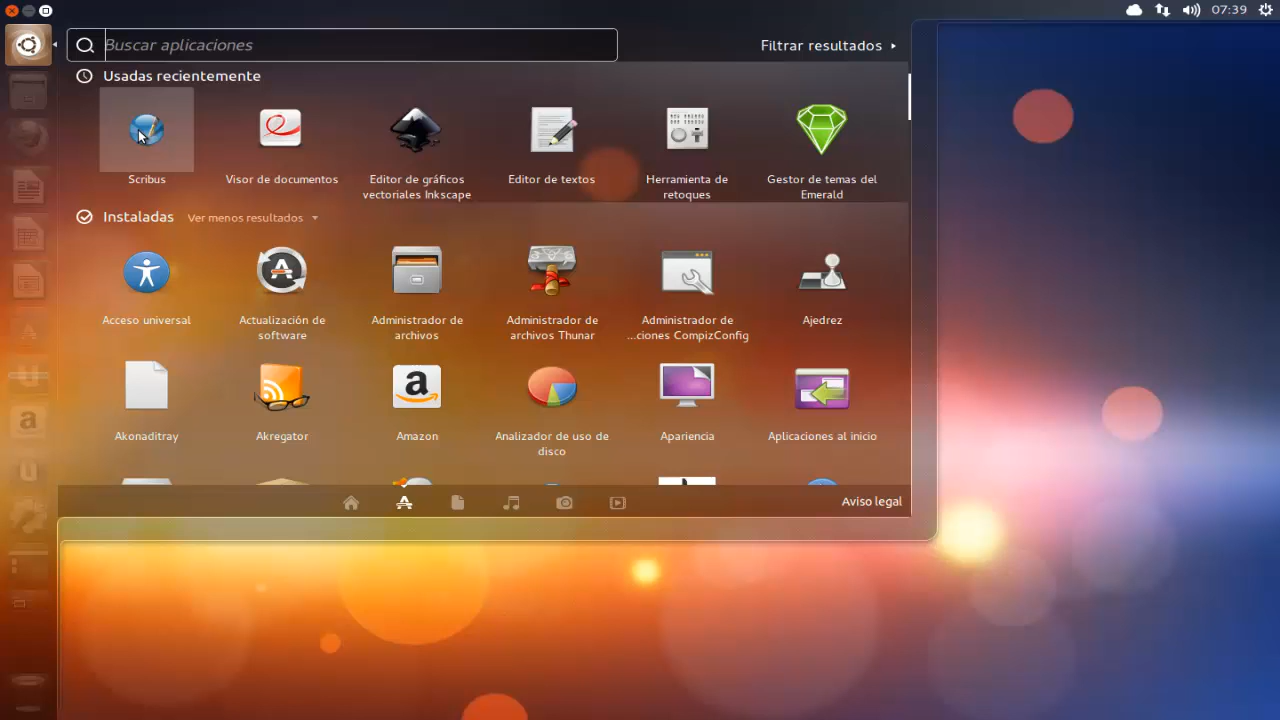 07:39
Buscar aplicaciones
Filtrar resultados
Usadas recientemente
Scribus
Visor de documentos
Editor de gráficos
vectoriales Inkscape
Editor de textos
Herramienta de
retoques
Gestor de temas del
Emerald
Instaladas
Ver menos resultados
Acceso universal
Actualización de
software
Administrador de
archivos
Administrador de
archivos Thunar
Administrador de
...ciones CompizConfig
Ajedrez
Akonaditray
Akregator
a
Amazon
Analizador de uso de
disco
Apariencia
Aplicaciones al inicio
Aviso legal